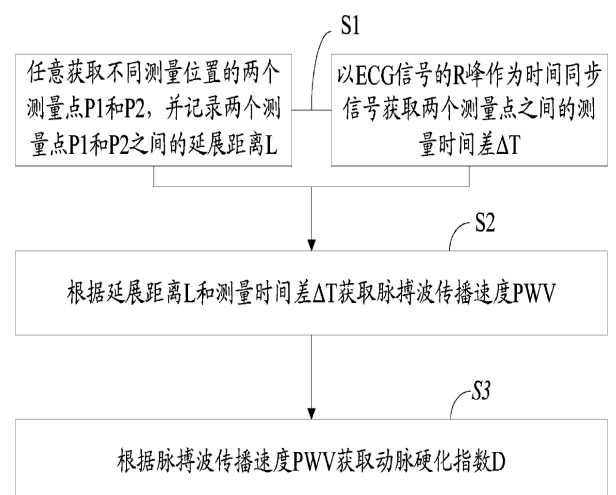 S1
任意获取不同测量位置的两个
测量点P1和P2，并记录两个测
量点P1和P2之间的延展距离L
以ECG信号的R峰作为时间同步
信号获取两个测量点之间的测
量时间差ΔT
S2
根据延展距离L和测量时间差ΔT获取脉搏波传播速度PWV
S3
根据脉搏波传播速度PWV获取动脉硬化指数D